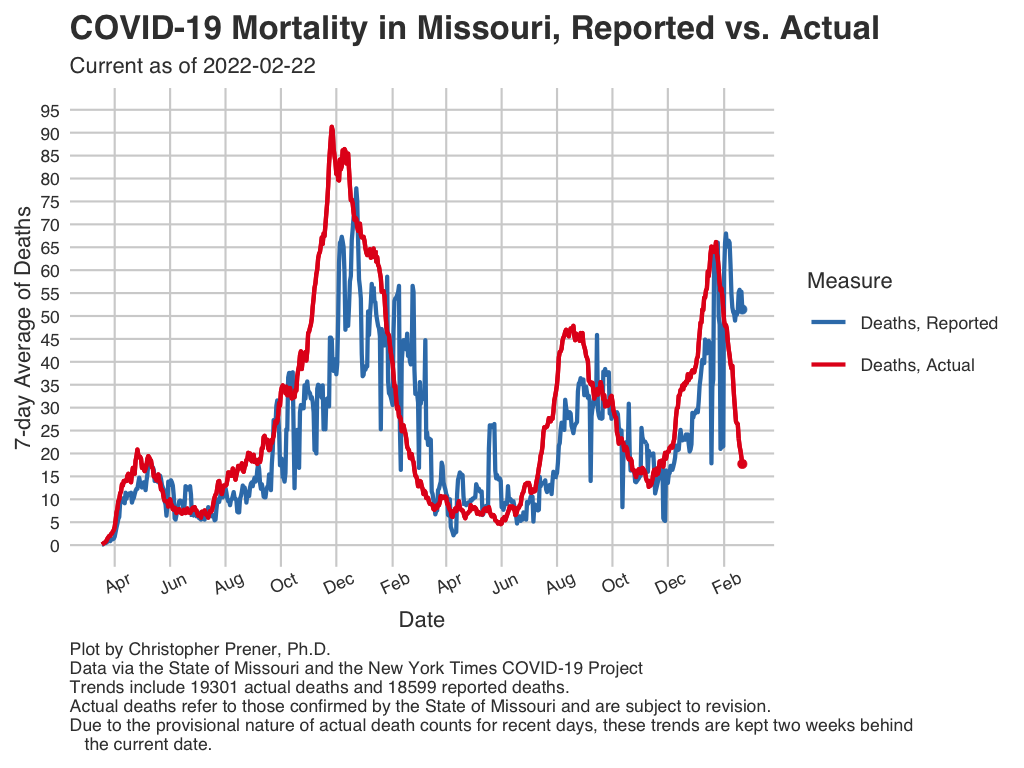 COVID-19 Mortality in Missouri, Reported vs. Actual
Current as of 2022-02-22
95
90
85
80
75
70
65
60
55
50
45
40
35
30
25
20
15
10
5
0
7-day Average of Deaths
Apr
Jun
Aug
Oct
Dec
Feb
Apr
Jun
Aug
Oct
Dec
Feb
Date
Measure
Deaths, Reported
Deaths, Actual
Plot by Christopher Prener, Ph.D.
Data via the State of Missouri and the New York Times COVID-19 Project
Trends include 19301 actual deaths and 18599 reported deaths.
Actual deaths refer to those confirmed by the State of Missouri and are subject to revision.
Due to the provisional nature of actual death counts for recent days, these trends are kept two weeks behind
the current date.